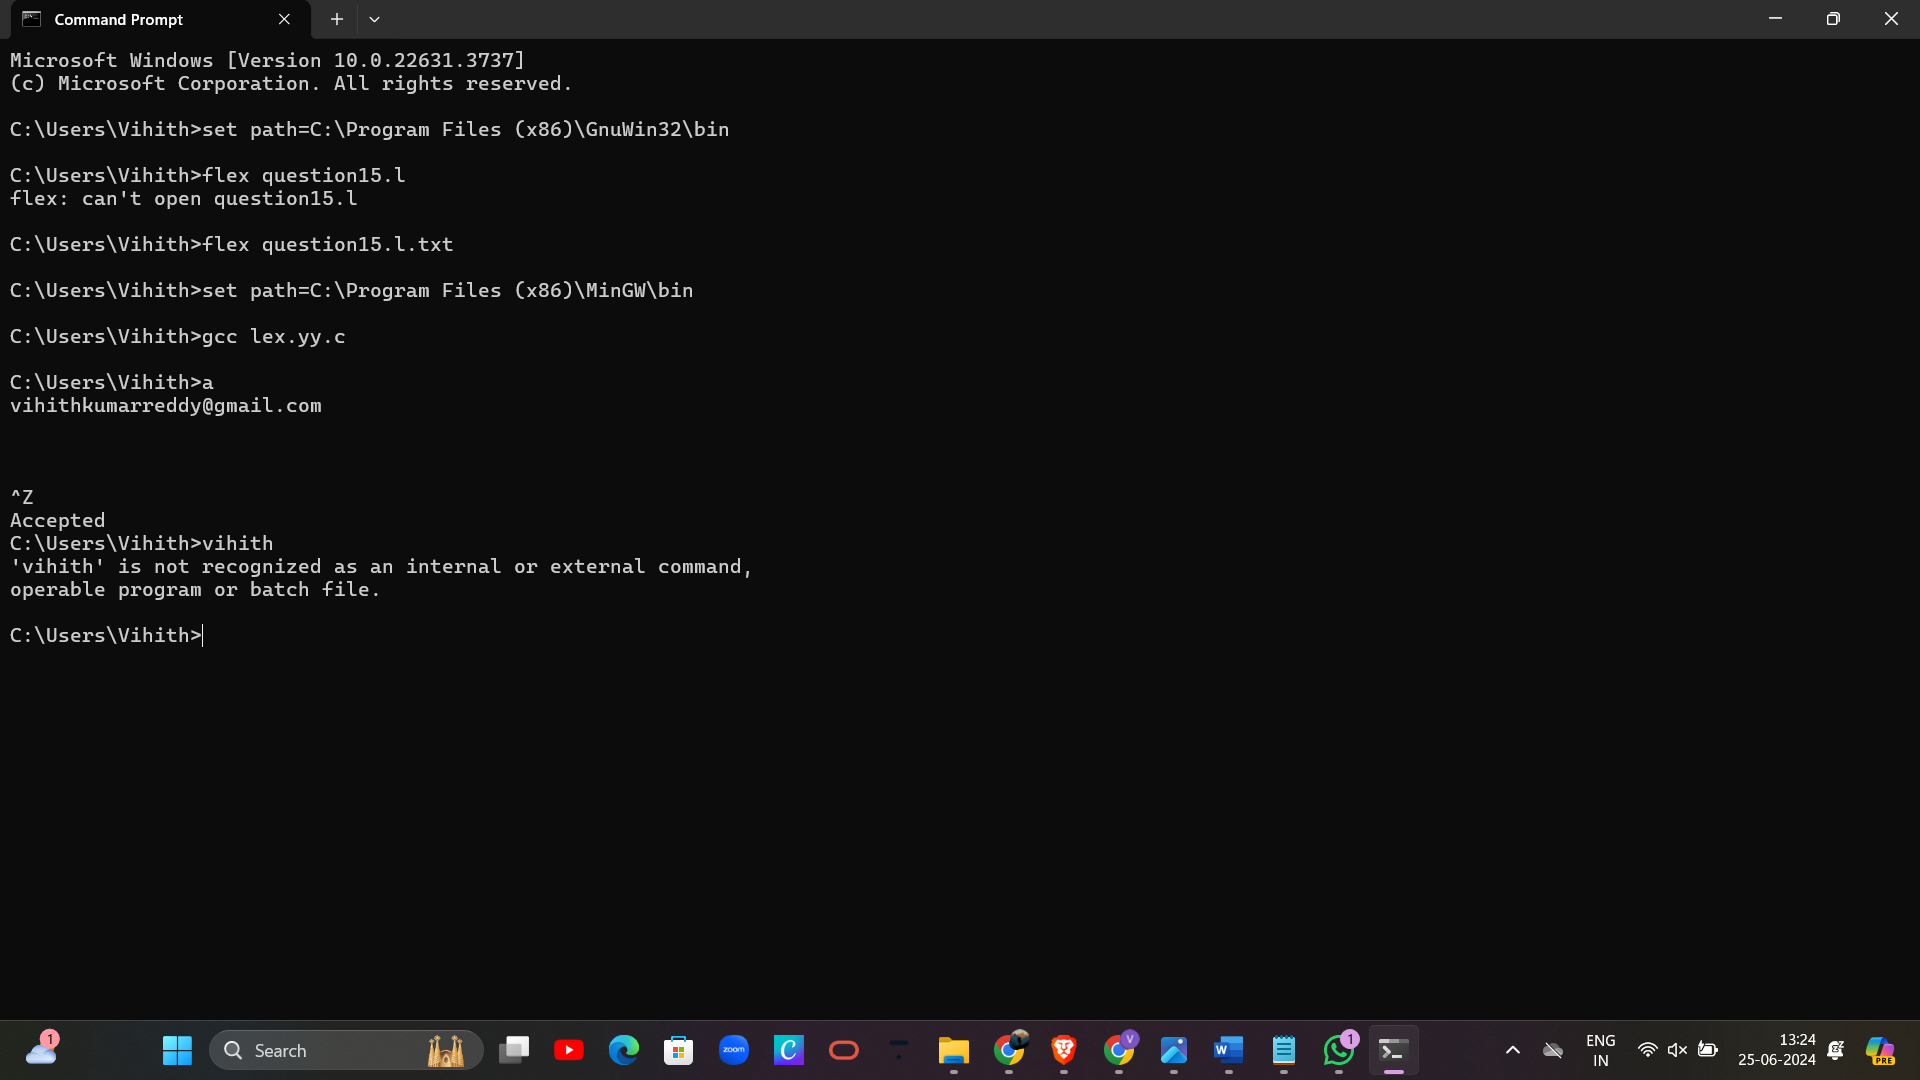 Command Prompt
Microsoft Windows [Version 10.0.22631.3737]
(c) Microsoft Corporation. All rights reserved.
C:\Users\Vihith>set path=C:\Program Files (x86)\GnuWin32\bin
C:\Users\Vihith>flex question15.l
flex: can't open question15.l
C:\Users\Vihith>flex question15.l.txt
C:\Users\Vihith>set path=C:\Program Files (x86)\MinGW\bin
C:\Users\Vihith>gcc lex.yy.c
C:\Users\Vihith>a
vihithkumarreddy@gmail.com
^Z
Accepted
C:\Users\Vihith>vihith
'vihith' is not recognized as an internal or external command,
operable program or batch file.
C:\Users\Vihith>
1
Search
zoom
C
V
W
1
ENG
IN
13:24
25-06-2024
PRE